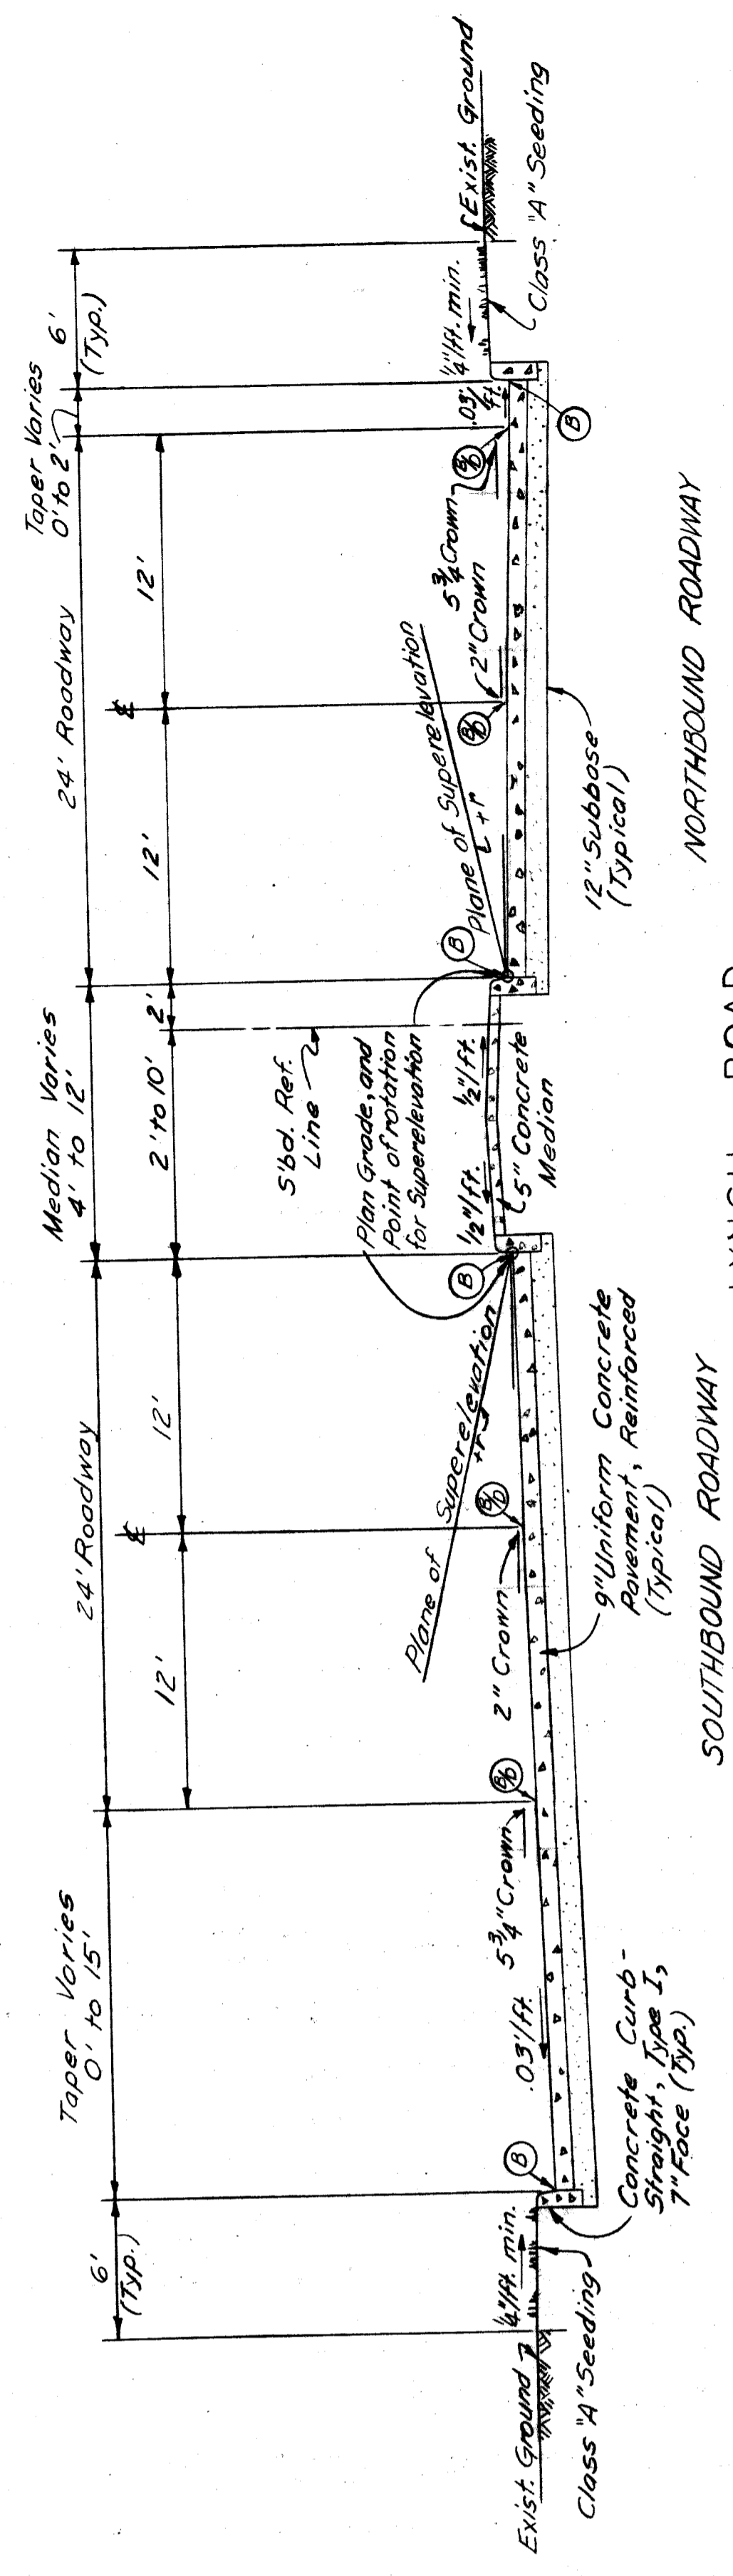 Taper Varies
0' to 15'
24' Roadway
Median Varies
4' to 12'
24' Roadway
Taper Varies
0' to 2'
6'
(Typ.)
6'
(Typ.)
12'
12'
2' to 10'
2'
12'
12'
℄
℄
S'bd. Ref.
Line
Plan Grade, and
Point of rotation
for Superelevation
Plane of Superelevation
+r
Plane of Superelevation
+r
Exist. Ground
1/4"/ft. min.
B
.03'/ft.
5 3/4" Crown
B/D
2" Crown
B/D
B
1/2"/ft.
1/2"/ft.
5" Concrete
Median
B
B/D
2" Crown
5 3/4" Crown
B/D
.03'/
ft.
B
1/4"/ft. min.
Exist. Ground
Class "A" Seeding
Class "A" Seeding
Concrete Curb-
Straight, Type I,
7" Face (Typ.)
9" Uniform Concrete
Pavement, Reinforced
(Typical)
12" Subbase
(Typical)
SOUTHBOUND ROADWAY
NORTHBOUND ROADWAY